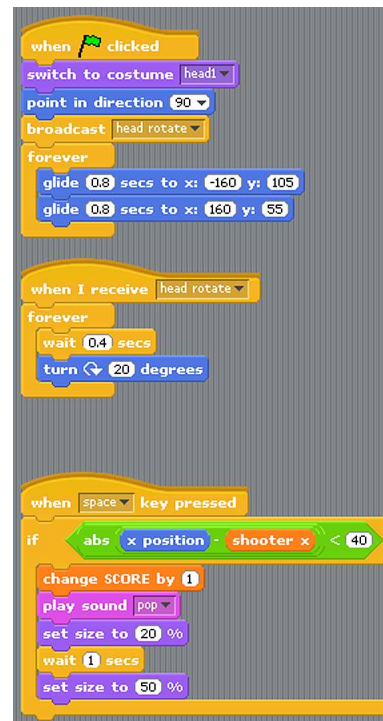 when clicked
switch to costume head1
point in direction 90
broadcast head rotate
forever
glide 0.8 secs to x: -160 y: 105
glide 0.8 secs to x: 160 y: 55
when I receive head rotate
forever
wait 0.4 secs
turn 20 degrees
when space key pressed
if abs x position - shooter x < 40
change SCORE by 1
play sound pop
set size to 20 %
wait 1 secs
set size to 50 %